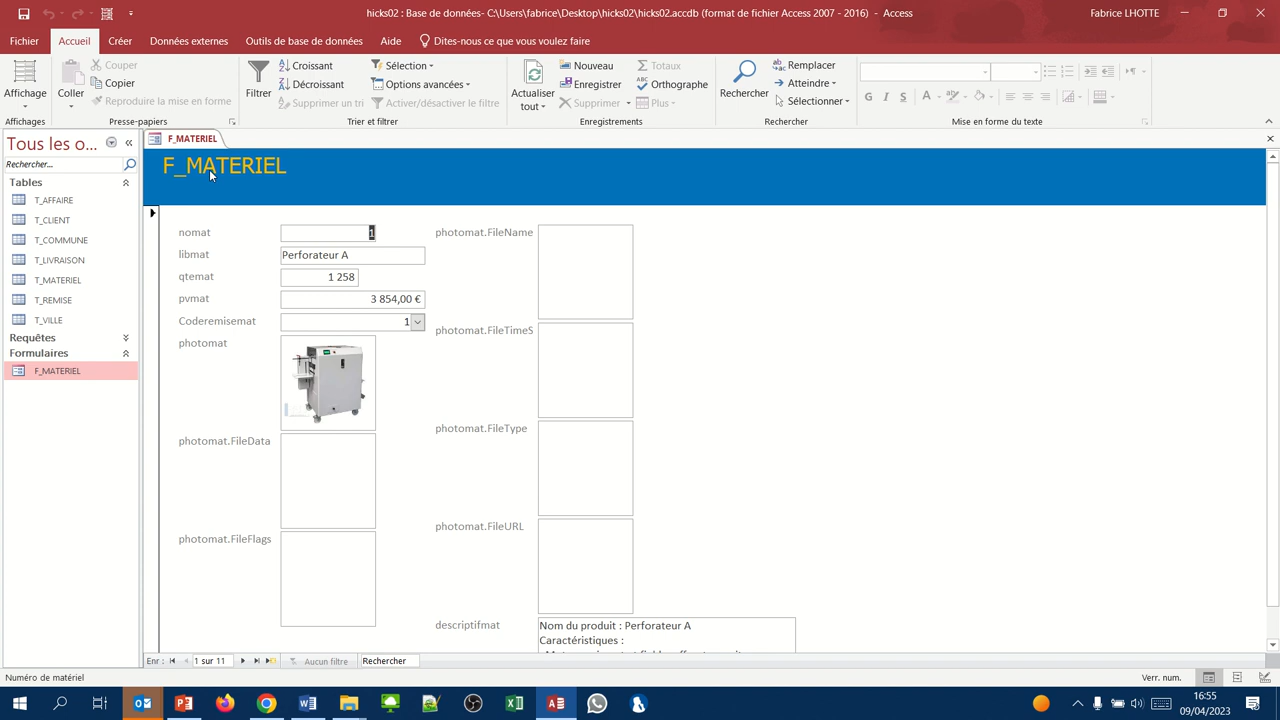 hicks02 : Base de données- C:\Users\fabrice\Desktop\hicks02\hicks02.accdb (format de fichier Access 2007 - 2016) - Access
Fabrice LHOTTE
Fichier Accueil Créer Données externes Outils de base de données Aide Dites-nous ce que vous voulez faire
Affichage
Affichages
Coller
Couper
Copier
Reproduire la mise en forme
Presse-papiers
Filtrer
Croissant
Décroissant
Supprimer un tri
Sélection
Options avancées
Activer/désactiver le filtre
Trier et filtrer
Actualiser
tout
Nouveau
Enregistrer
Supprimer
Totaux
Orthographe
Plus
Enregistrements
Rechercher
Remplacer
Atteindre
Sélectionner
Rechercher
G I S A
Mise en forme du texte
Tous les o...
Rechercher...
Tables
T_AFFAIRE
T_CLIENT
T_COMMUNE
T_LIVRAISON
T_MATERIEL
T_REMISE
T_VILLE
Requêtes
Formulaires
F_MATERIEL
F_MATERIEL
F_MATERIEL
nomat 1
libmat Perforateur A
qtemat 1 258
pvmat 3 854,00 €
Coderemisemat 1
photomat
photomat.FileData
photomat.FileFlags
photomat.FileName
photomat.FileTimeS
photomat.FileType
photomat.FileURL
descriptifmat Nom du produit : Perforateur A
Caractéristiques :
Enr : 1 sur 11 Aucun filtre Rechercher
Numéro de matériel
Verr. num.
16:55
09/04/2023